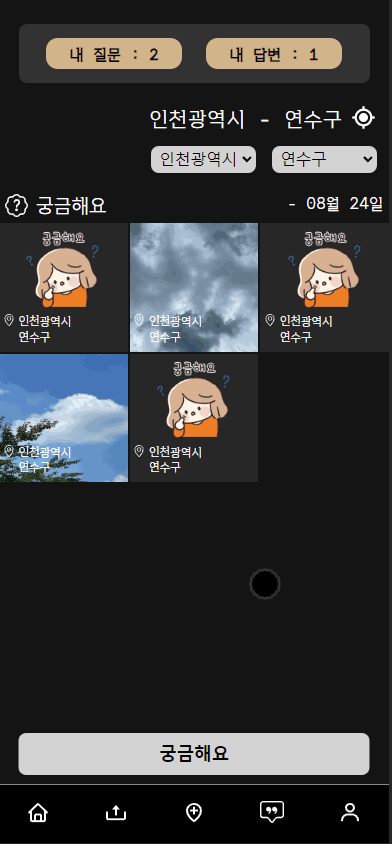 내 질문 : 2 내 답변 : 1
인천광역시 - 연수구
인천광역시 연수구
궁금해요 - 08월 24일
궁금해요 궁금해요
인천광역시 인천광역시 인천광역시
연수구 연수구 연수구
궁금해요
인천광역시 인천광역시
연수구 연수구
궁금해요